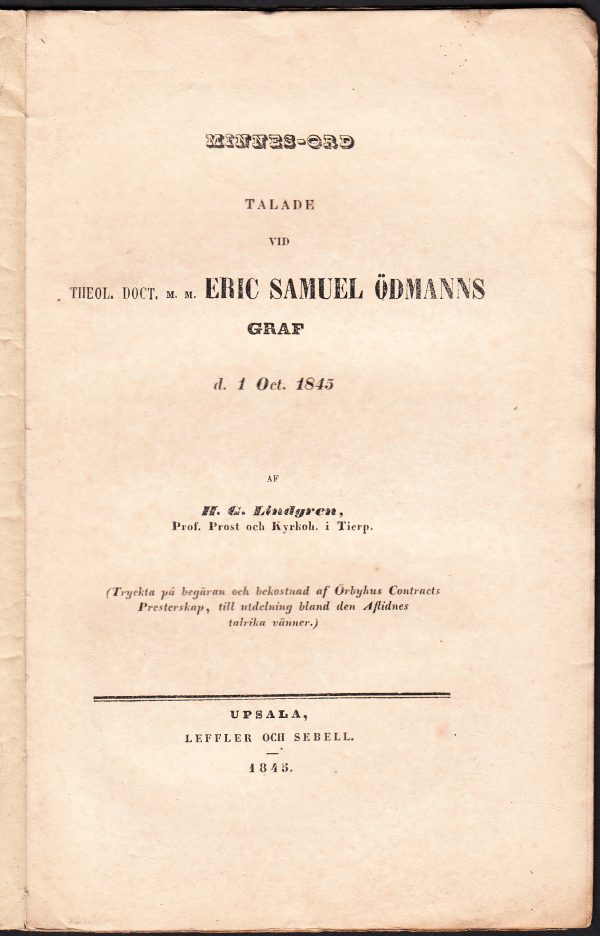 MINNES-ORD
TALADE
VID
THEOL. DOCT. M. M. ERIC SAMUEL ÖDMANNS
GRAF
d. 1 Oct. 1845
AF
H. G. Lindgren,
Prof. Prost och Kyrkoh. i Tierp.
(Tryckta på begäran och bekostnad af Örbyhus Contracts
Presterskap, till utdelning bland den Aflidnes
talrika vänner.)
UPSALA,
LEFFLER OCH SEBELL.
1845.